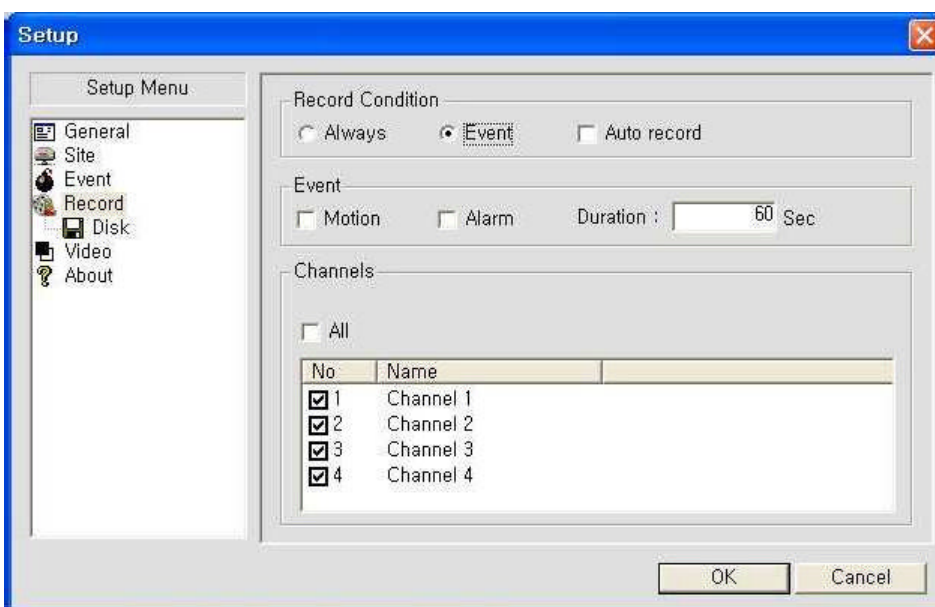 Setup
Setup Menu
General
Site
Event
Record
Disk
Video
About
Record Condition
Always Event Auto record
Event
Motion Alarm Duration : 60 Sec
Channels
All
No Name
1 Channel 1
2 Channel 2
3 Channel 3
4 Channel 4
OK Cancel